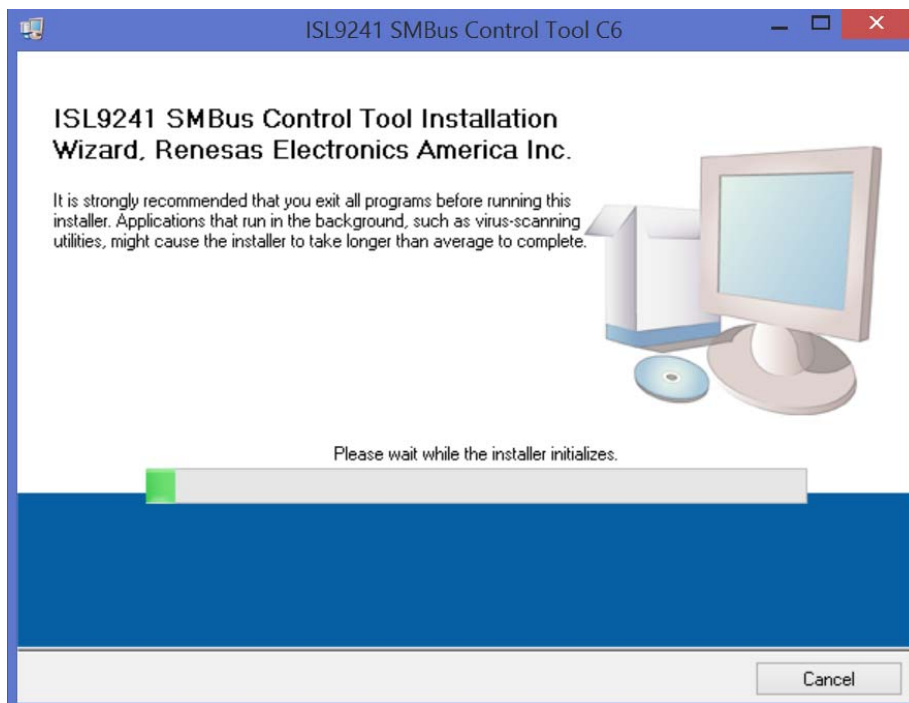 ISL9241 SMBus Control Tool C6
ISL9241 SMBus Control Tool Installation
Wizard, Renesas Electronics America Inc.
It is strongly recommended that you exit all programs before running this
installer. Applications that run in the background, such as virus-scanning
utilities, might cause the installer to take longer than average to complete.
Please wait while the installer initializes.
Cancel